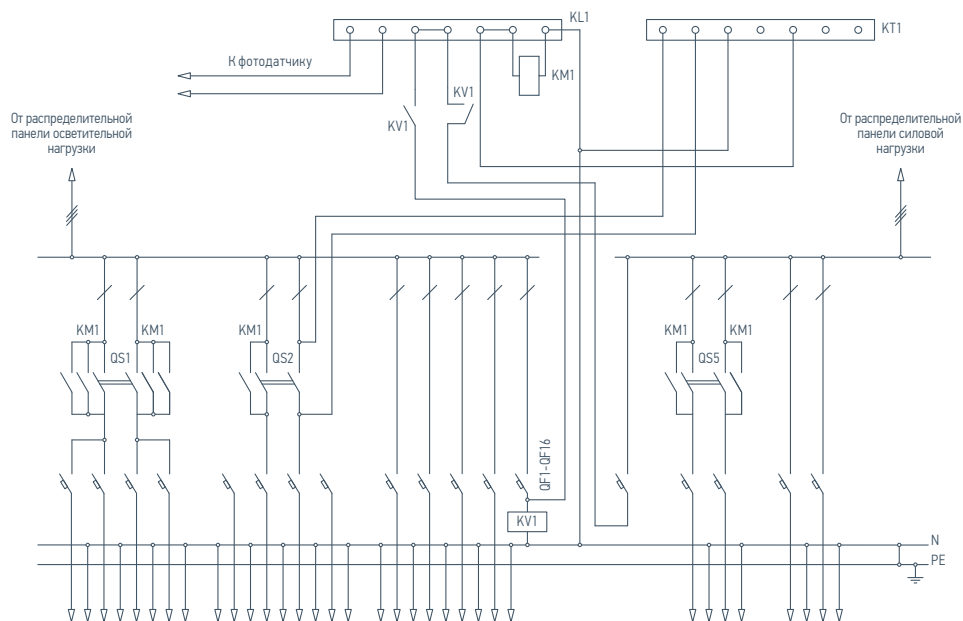 KL1
KT1
К фотодатчику
KM1
KV1
KV1
От распределительной
панели осветительной
нагрузки
От распределительной
панели силовой
нагрузки
KM1
KM1
QS1
KM1
QS2
KM1
KM1
QS5
QF1-QF16
KV1
N
PE